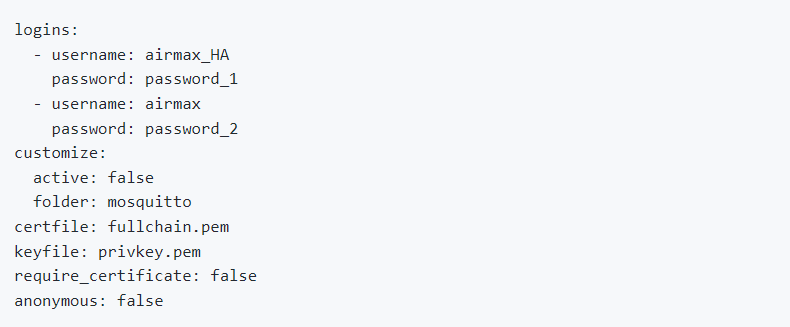 logins:
  - username: airmax_HA
    password: password_1
  - username: airmax
    password: password_2
customize:
  active: false
  folder: mosquitto
certfile: fullchain.pem
keyfile: privkey.pem
require_certificate: false
anonymous: false